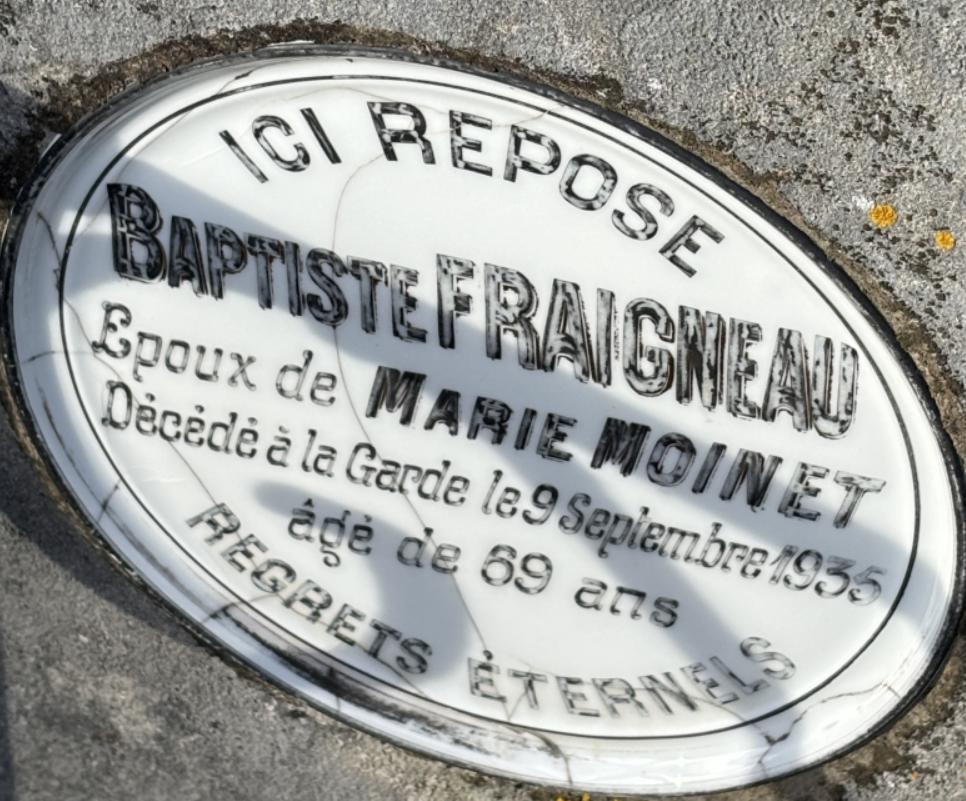 ICI REPOSE
BAPTISTE FRAIGNEAU
Epoux de MARIE MOINET
Décédé à la Garde le 9 Septembre 1935
âgé de 69 ans
REGRETS ÉTERNELS